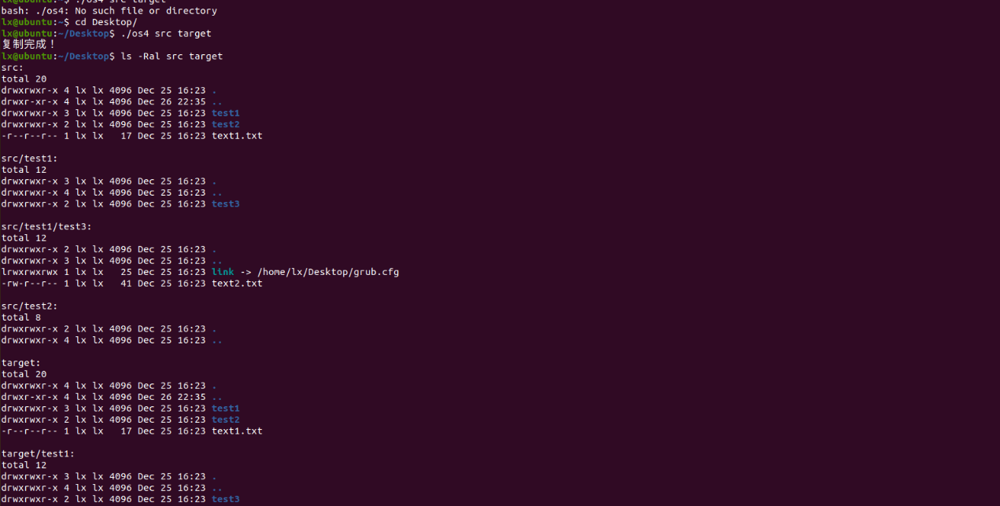 lx@ubuntu:~$ ./os4 src target
bash: ./os4: No such file or directory
lx@ubuntu:~$ cd Desktop/
lx@ubuntu:~/Desktop$ ./os4 src target
复制完成！
lx@ubuntu:~/Desktop$ ls -Ral src target
src:
total 20
drwxrwxr-x 4 lx lx 4096 Dec 25 16:23 .
drwxr-xr-x 4 lx lx 4096 Dec 26 22:35 ..
drwxrwxr-x 3 lx lx 4096 Dec 25 16:23 test1
drwxrwxr-x 2 lx lx 4096 Dec 25 16:23 test2
-r--r--r-- 1 lx lx   17 Dec 25 16:23 text1.txt

src/test1:
total 12
drwxrwxr-x 3 lx lx 4096 Dec 25 16:23 .
drwxrwxr-x 4 lx lx 4096 Dec 25 16:23 ..
drwxrwxr-x 2 lx lx 4096 Dec 25 16:23 test3

src/test1/test3:
total 12
drwxrwxr-x 2 lx lx 4096 Dec 25 16:23 .
drwxrwxr-x 3 lx lx 4096 Dec 25 16:23 ..
lrwxrwxrwx 1 lx lx   25 Dec 25 16:23 link -> /home/lx/Desktop/grub.cfg
-rw-r--r-- 1 lx lx   41 Dec 25 16:23 text2.txt

src/test2:
total 8
drwxrwxr-x 2 lx lx 4096 Dec 25 16:23 .
drwxrwxr-x 4 lx lx 4096 Dec 25 16:23 ..

target:
total 20
drwxrwxr-x 4 lx lx 4096 Dec 25 16:23 .
drwxr-xr-x 4 lx lx 4096 Dec 26 22:35 ..
drwxrwxr-x 3 lx lx 4096 Dec 25 16:23 test1
drwxrwxr-x 2 lx lx 4096 Dec 25 16:23 test2
-r--r--r-- 1 lx lx   17 Dec 25 16:23 text1.txt

target/test1:
total 12
drwxrwxr-x 3 lx lx 4096 Dec 25 16:23 .
drwxrwxr-x 4 lx lx 4096 Dec 25 16:23 ..
drwxrwxr-x 2 lx lx 4096 Dec 25 16:23 test3